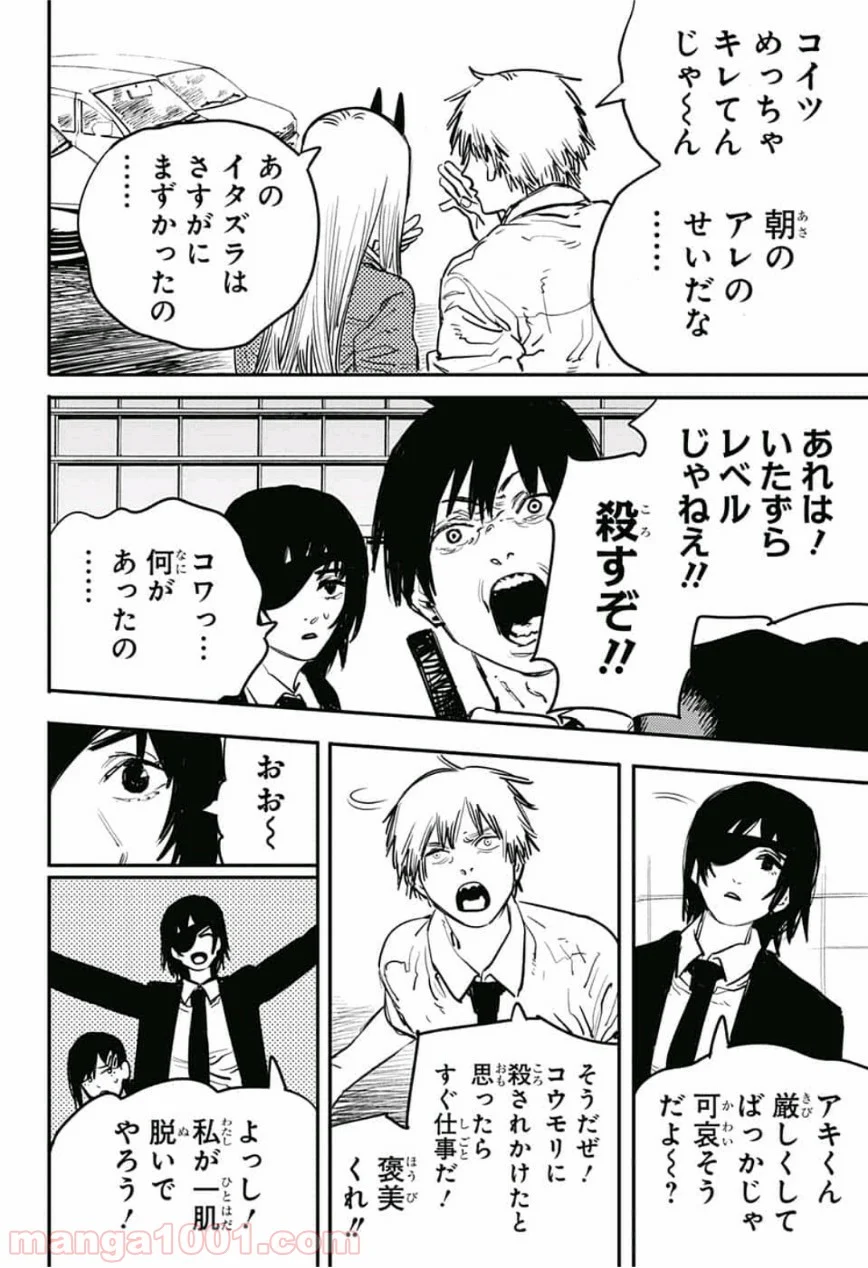 コイツ
めっちゃ
キレてん
じゃ〜ん
朝の
アレの
せいだな
……
あの
イタズラは
さすがに
まずかったの
……
あれは！
いたずら
レベル
じゃねえ!!
殺すぞ!!
コワっ…
何が
あったの
……
アキくん
厳しくして
ばっかじゃ
可哀そう
だよ〜？
そうだぜ！
コウモリに
殺されかけたと
思ったら
すぐ仕事だ！
褒美
くれ!!
おお〜
よっし！
私が一肌
脱いで
やろう！
manga1001.com